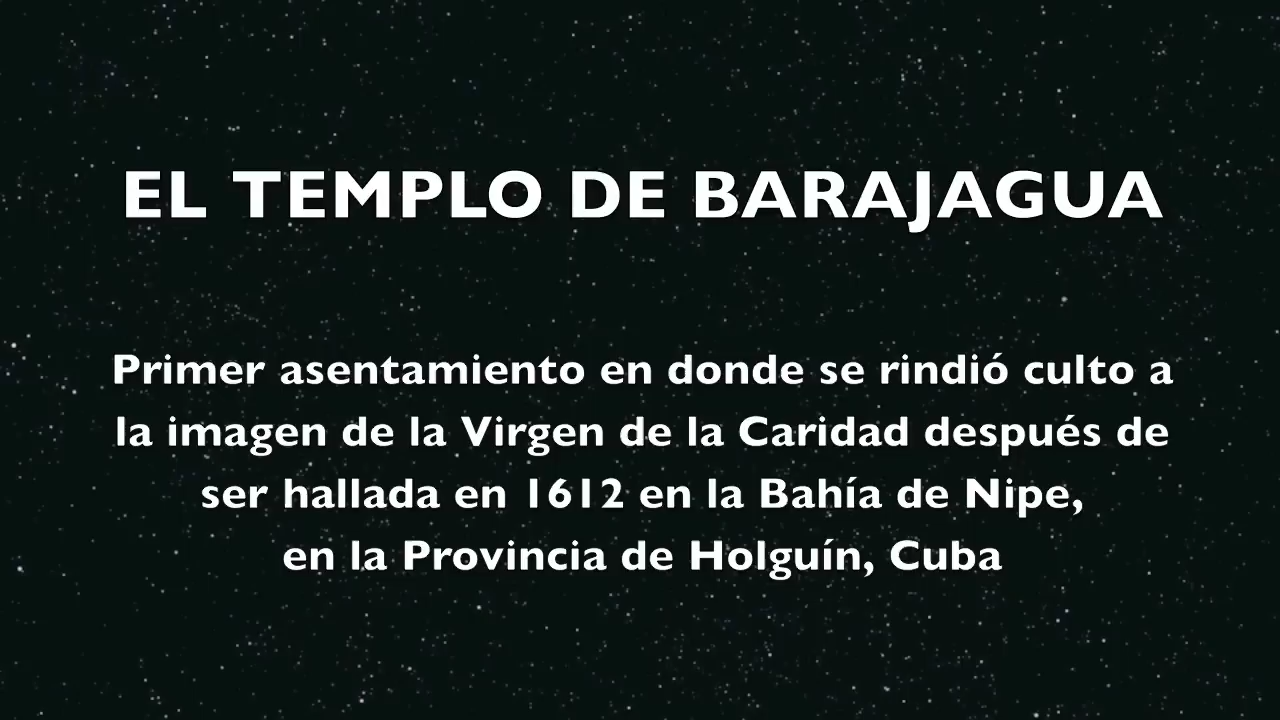 EL TEMPLO DE BARAJAGUA
Primer asentamiento en donde se rindió culto a
la imagen de la Virgen de la Caridad después de
ser hallada en 1612 en la Bahía de Nipe,
en la Provincia de Holguín, Cuba